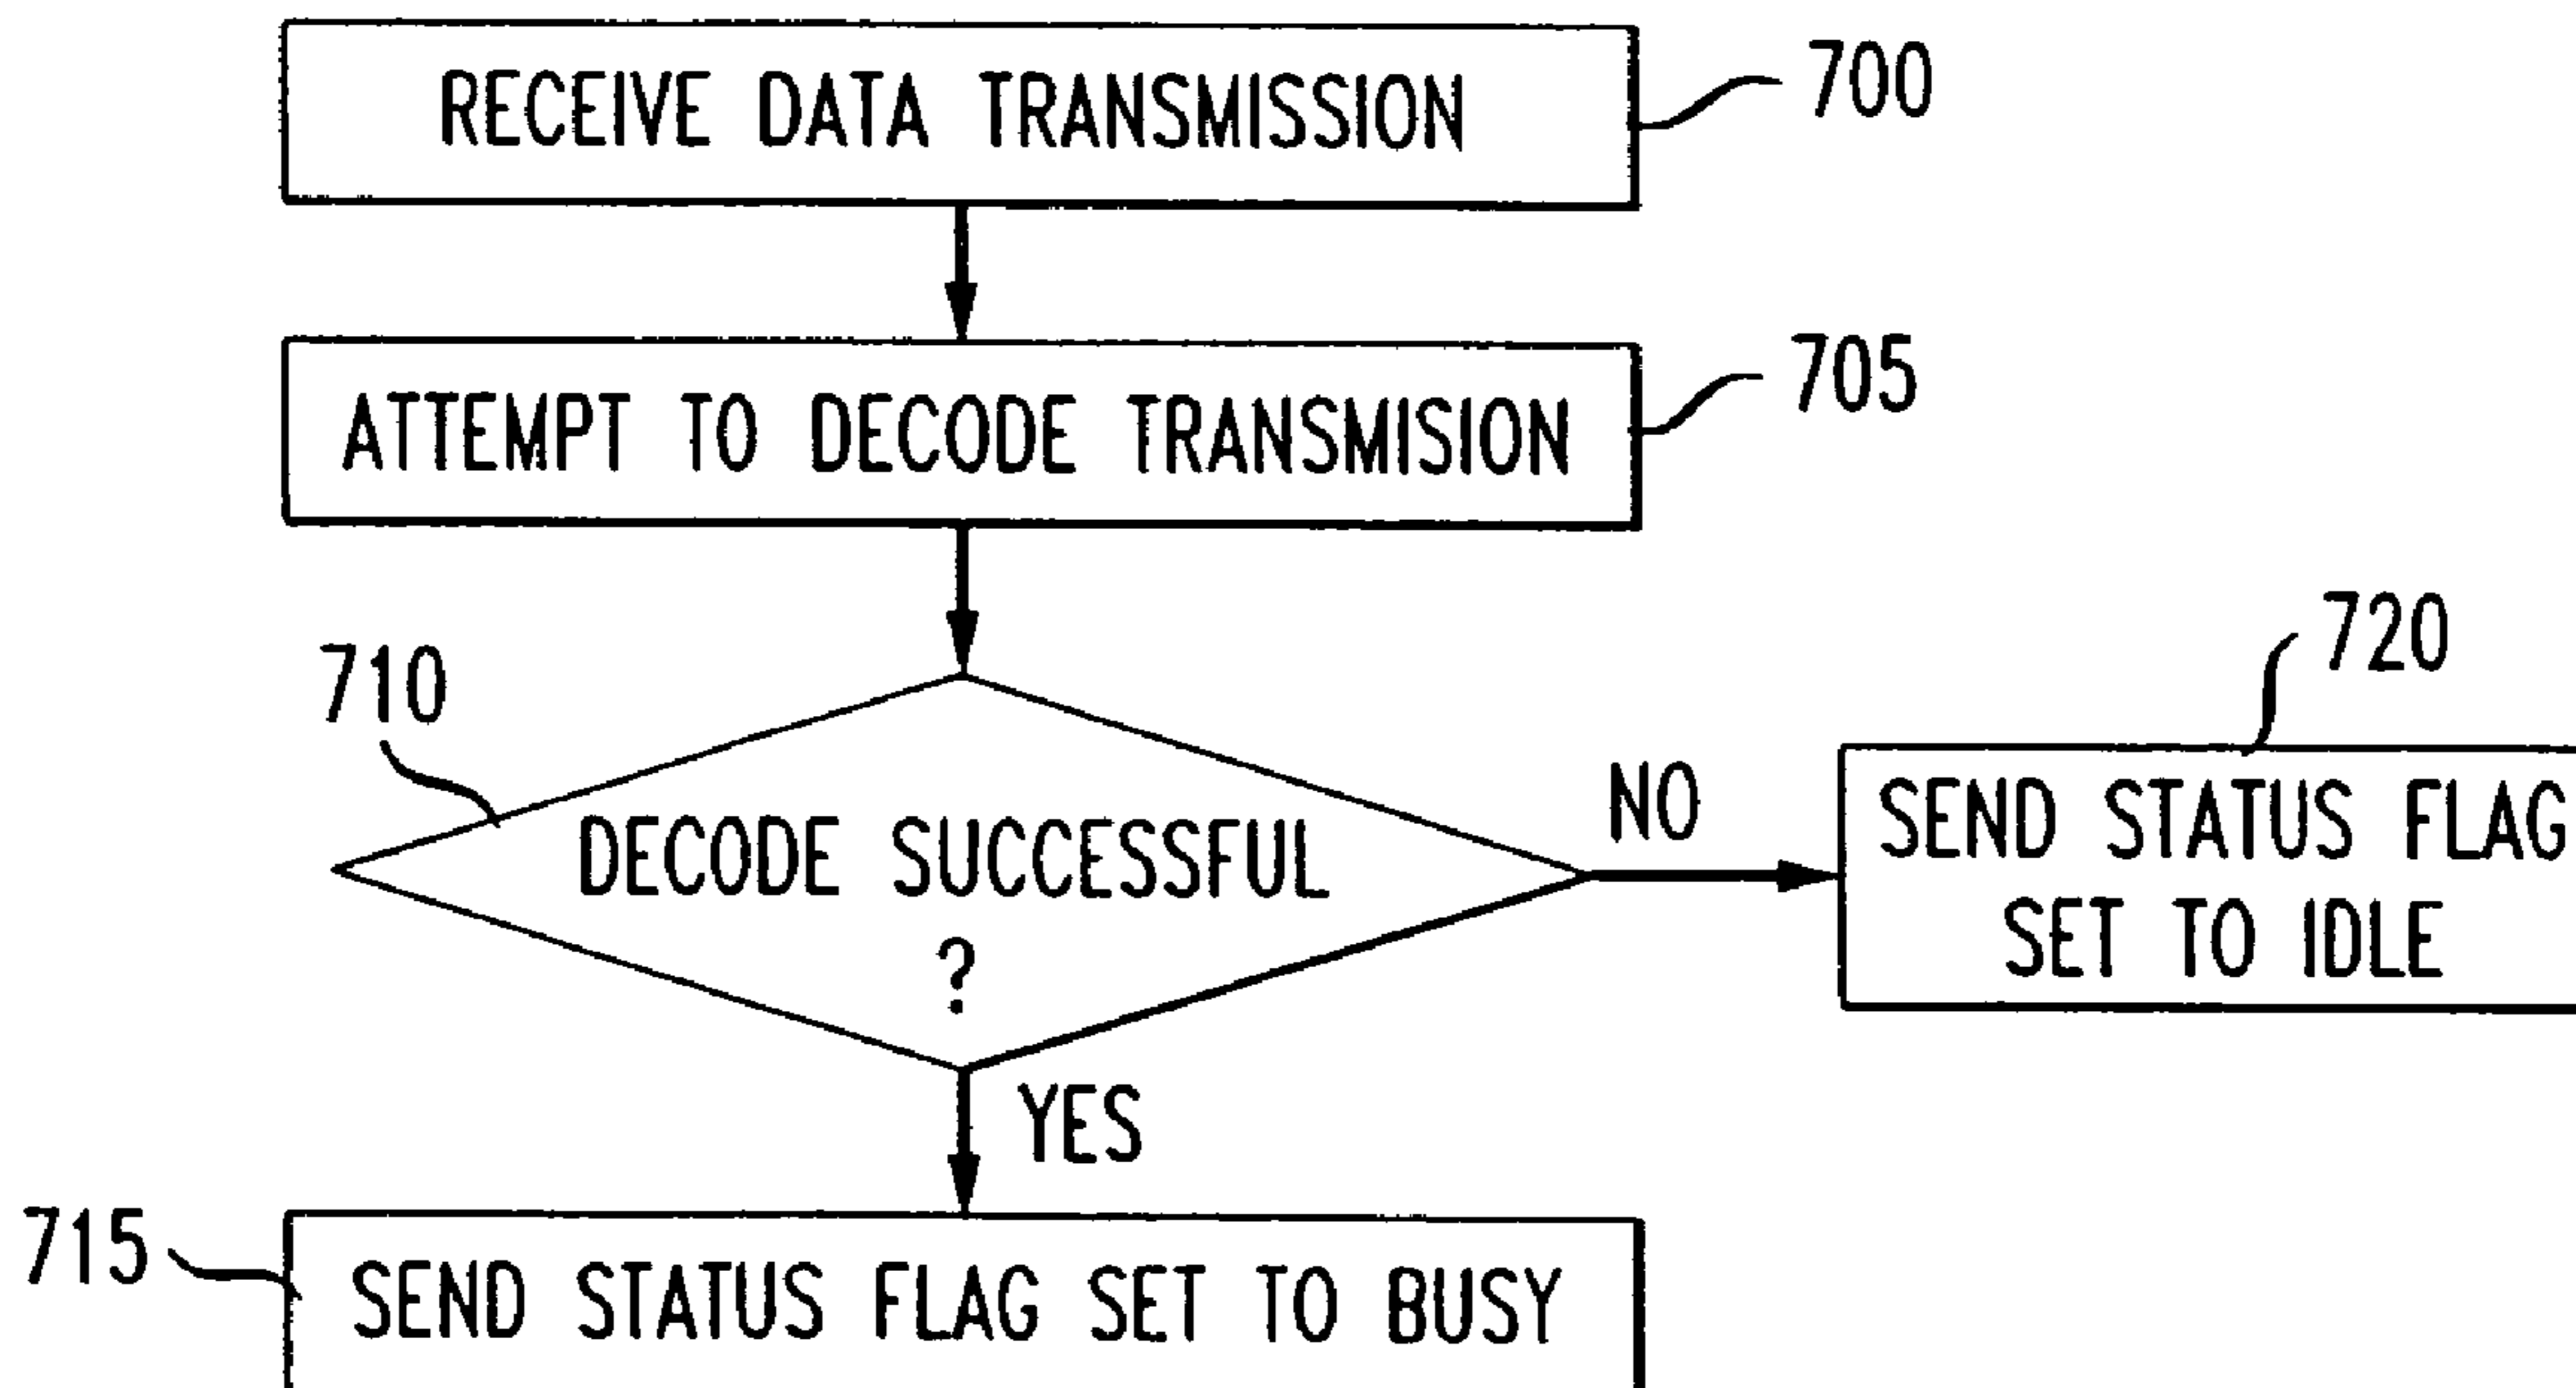 RECEIVE DATA TRANSMISSION
700
ATTEMPT TO DECODE TRANSMISION
705
710
DECODE SUCCESSFUL
?
NO
720
SEND STATUS FLAG
SET TO IDLE
YES
715
SEND STATUS FLAG SET TO BUSY